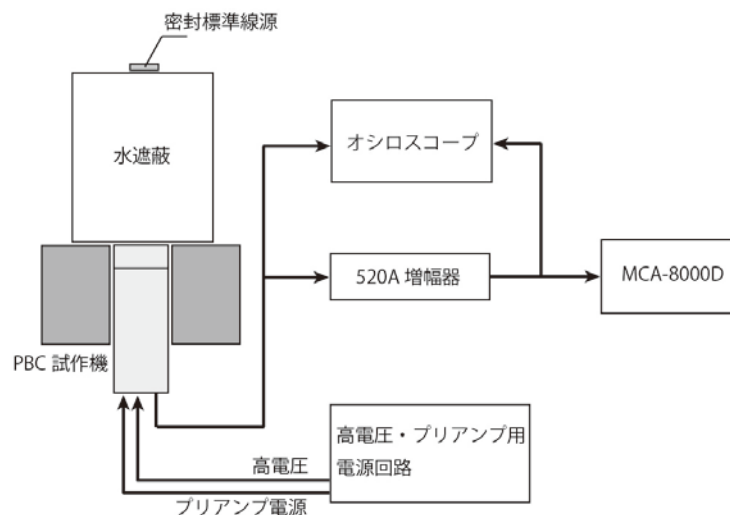 密封標準線源
水遮蔽
オシロスコープ
520A 増幅器
MCA-8000D
PBC 試作機
高電圧・プリアンプ用
電源回路
高電圧
プリアンプ電源